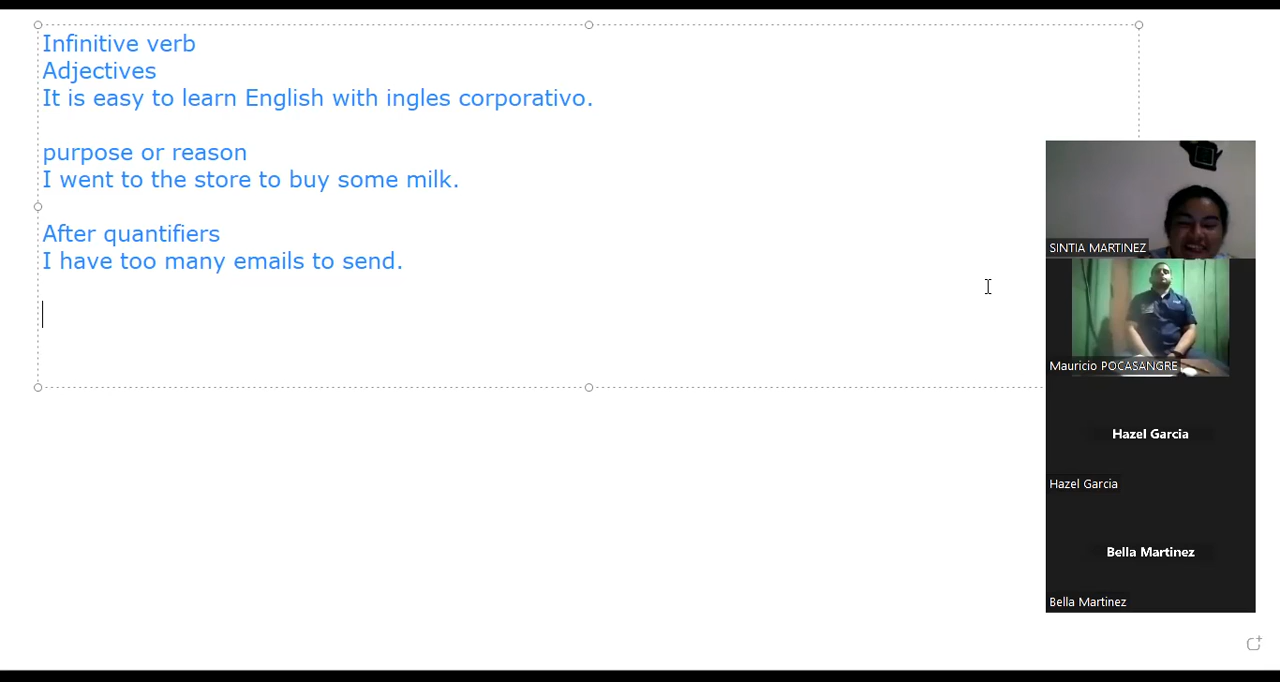 Infinitive verb
Adjectives
It is easy to learn English with ingles corporativo.
purpose or reason
I went to the store to buy some milk.
After quantifiers
I have too many emails to send.
SINTIA MARTINEZ
Mauricio POCASANGRE
Hazel Garcia
Hazel Garcia
Bella Martinez
Bella Martinez